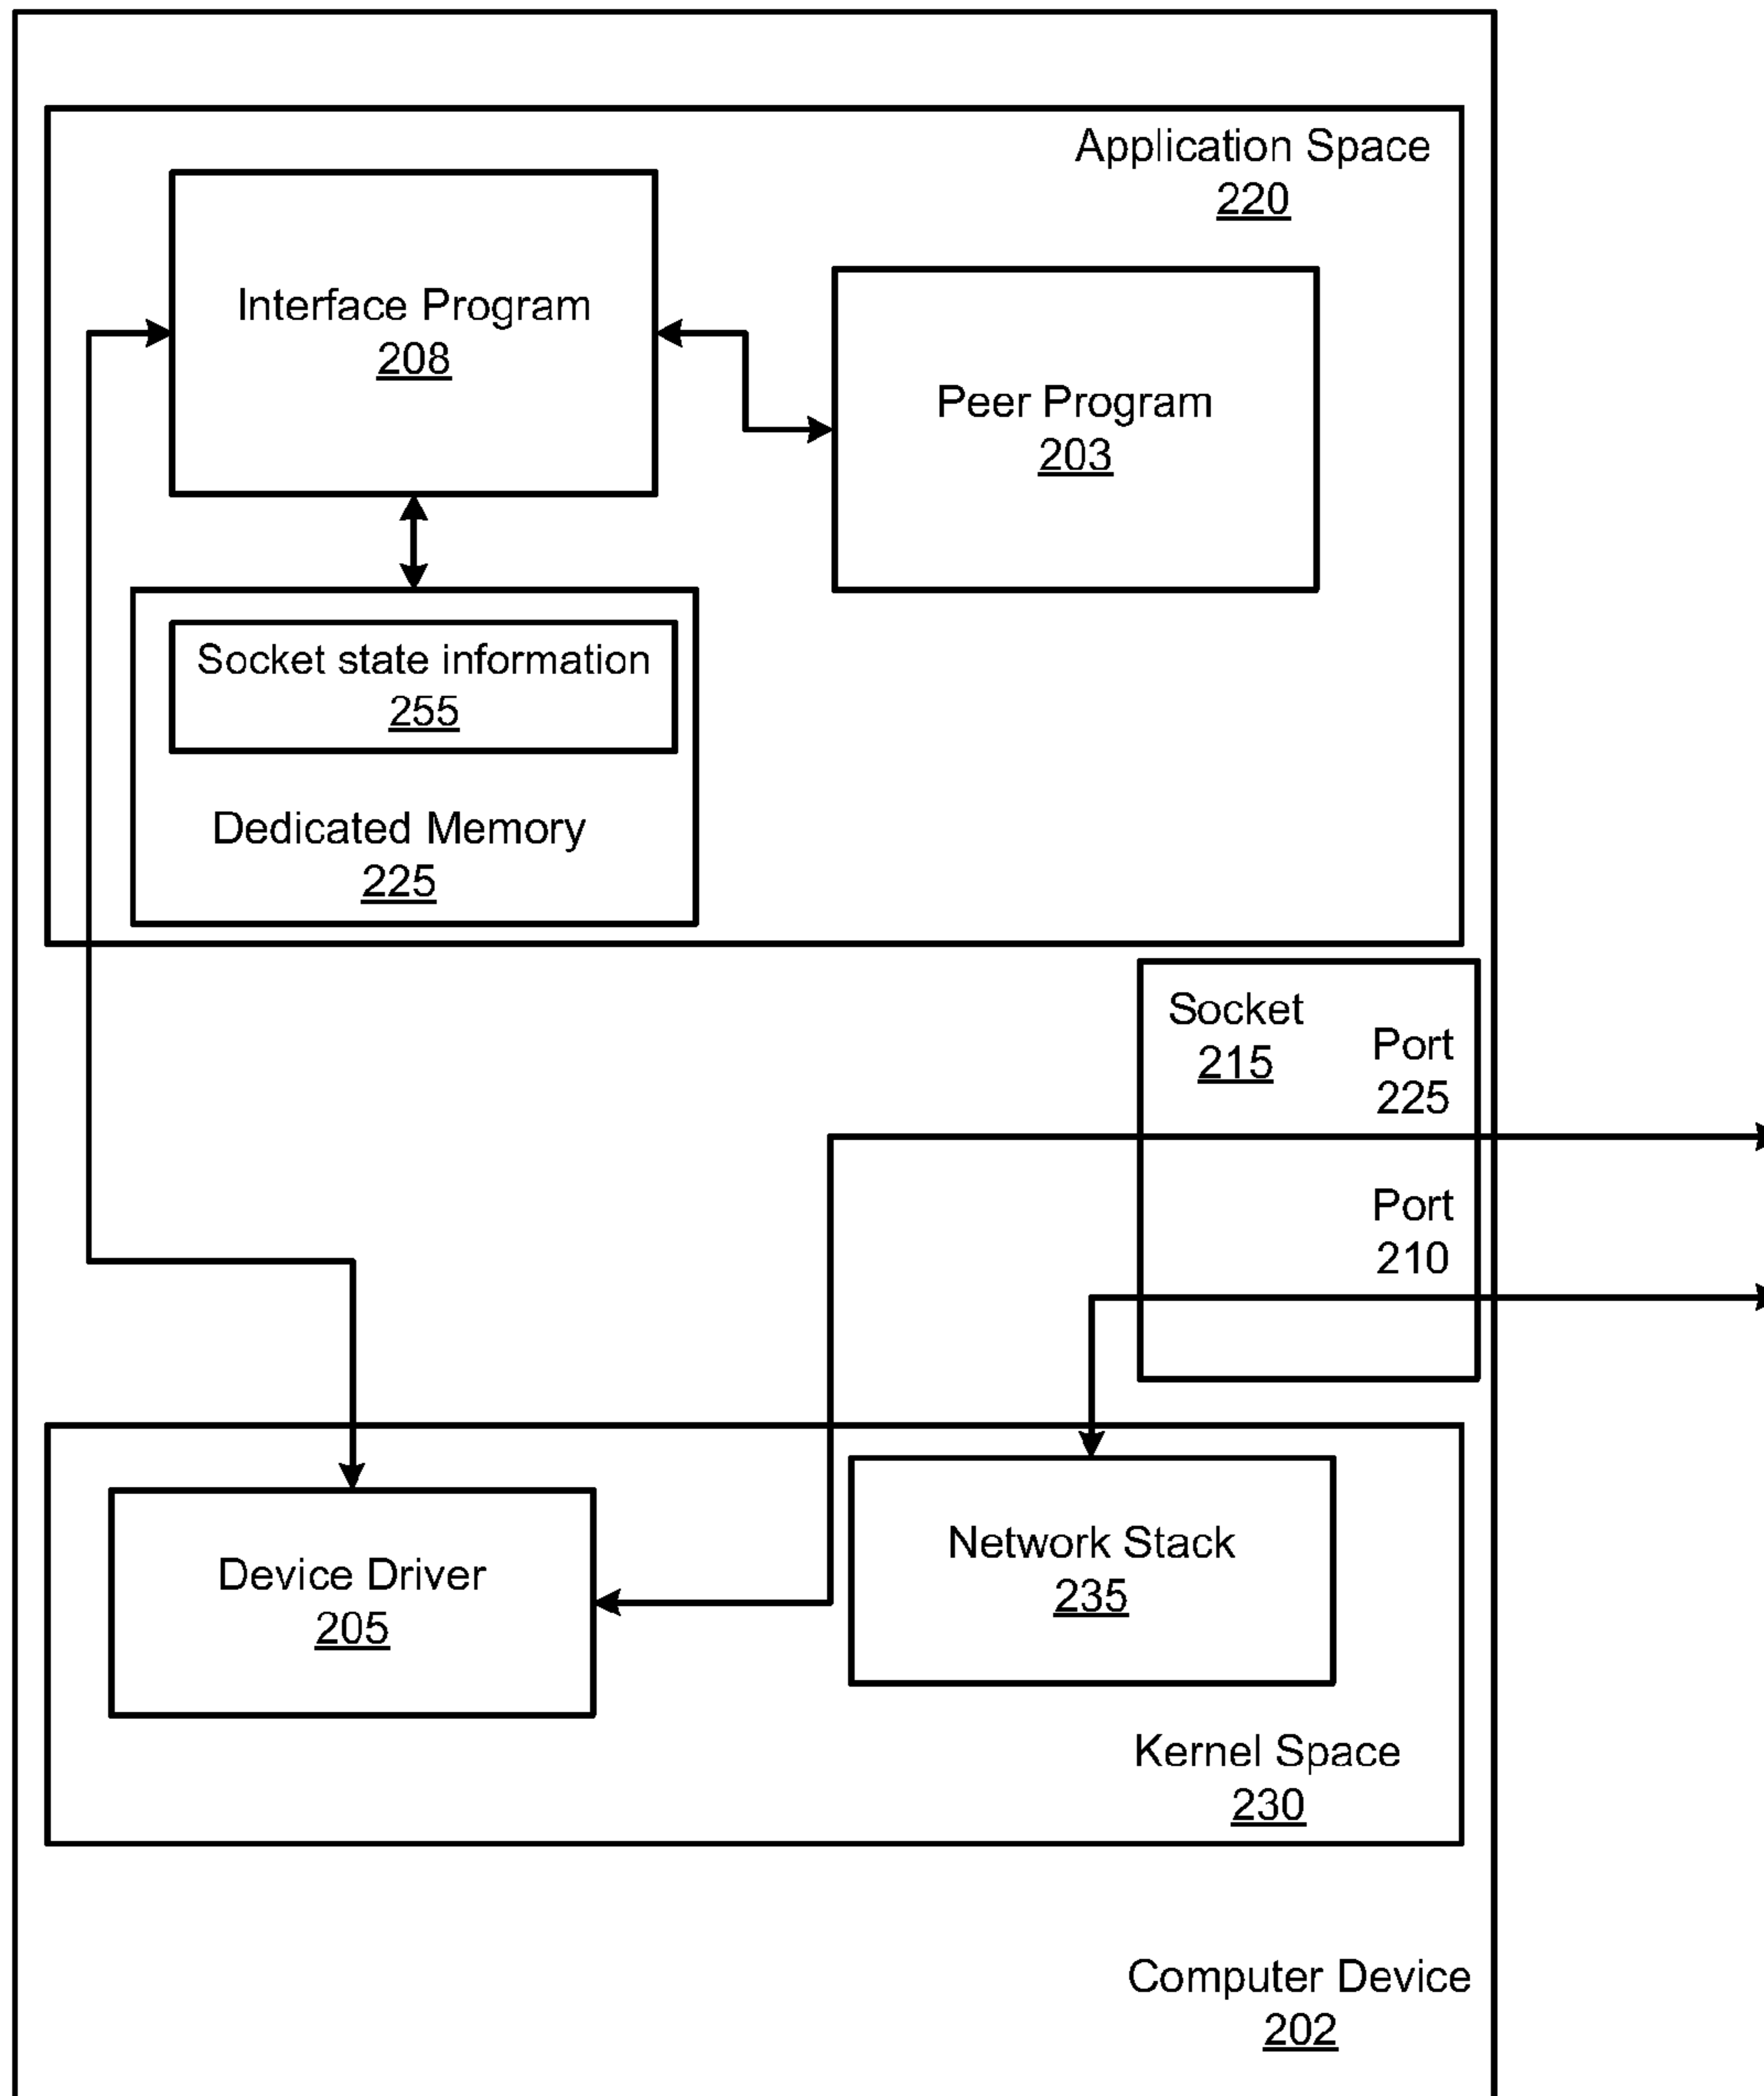 Application Space
220
Interface Program
208
Peer Program
203
Socket state information
255
Dedicated Memory
225
Socket
215
Port
225
Port
210
Network Stack
235
Device Driver
205
Kernel Space
230
Computer Device
202